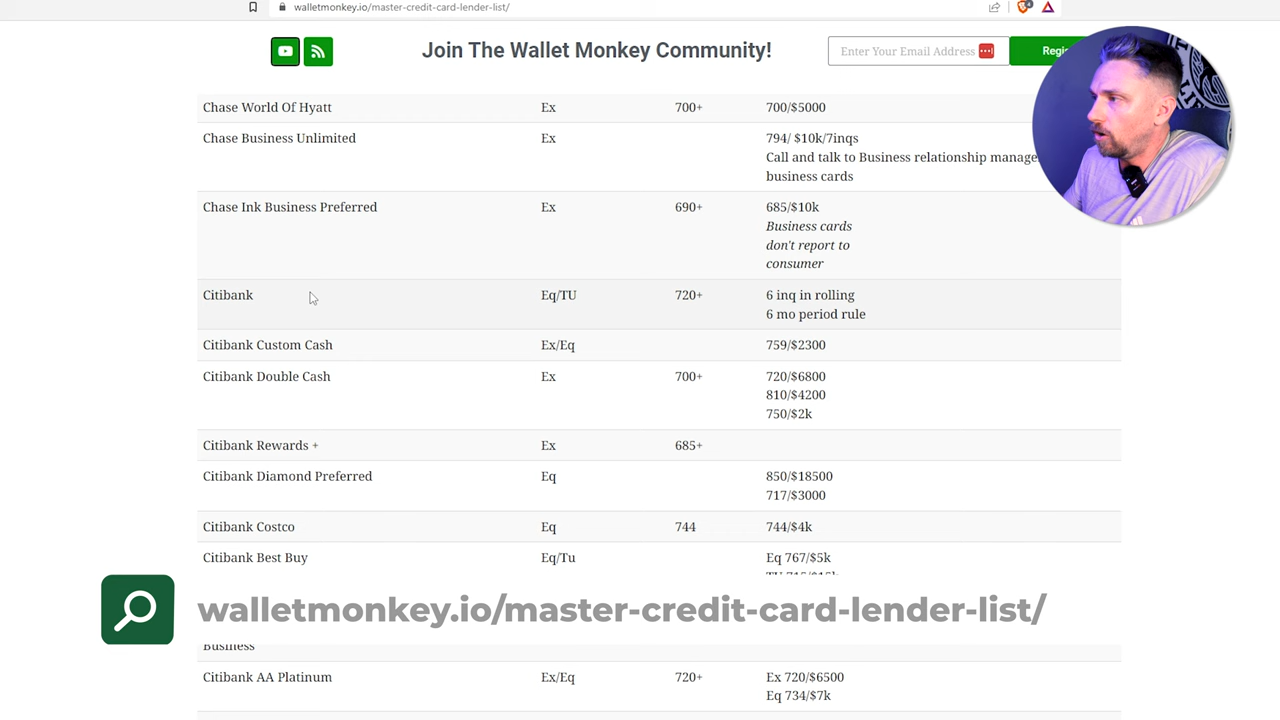 walletmonkey.io/master-credit-card-lender-list/
Join The Wallet Monkey Community!
Enter Your Email Address
Chase World Of Hyatt Ex 700+ 700/$5000
Chase Business Unlimited Ex 794/ $10k/7inqs
Call and talk to Business relationship
business cards
Chase Ink Business Preferred Ex 690+ 685/$10k
Business cards
don't report to
consumer
Citibank Eq/TU 720+ 6 inq in rolling
6 mo period rule
Citibank Custom Cash Ex/Eq 759/$2300
Citibank Double Cash Ex 700+ 720/$6800
810/$4200
750/$2k
Citibank Rewards + Ex 685+
Citibank Diamond Preferred Eq 850/$18500
717/$3000
Citibank Costco Eq 744 744/$4k
Citibank Best Buy Eq/Tu Eq 767/$5k
walletmonkey.io/master-credit-card-lender-list/
Business
Citibank AA Platinum Ex/Eq 720+ Ex 720/$6500
Eq 734/$7k